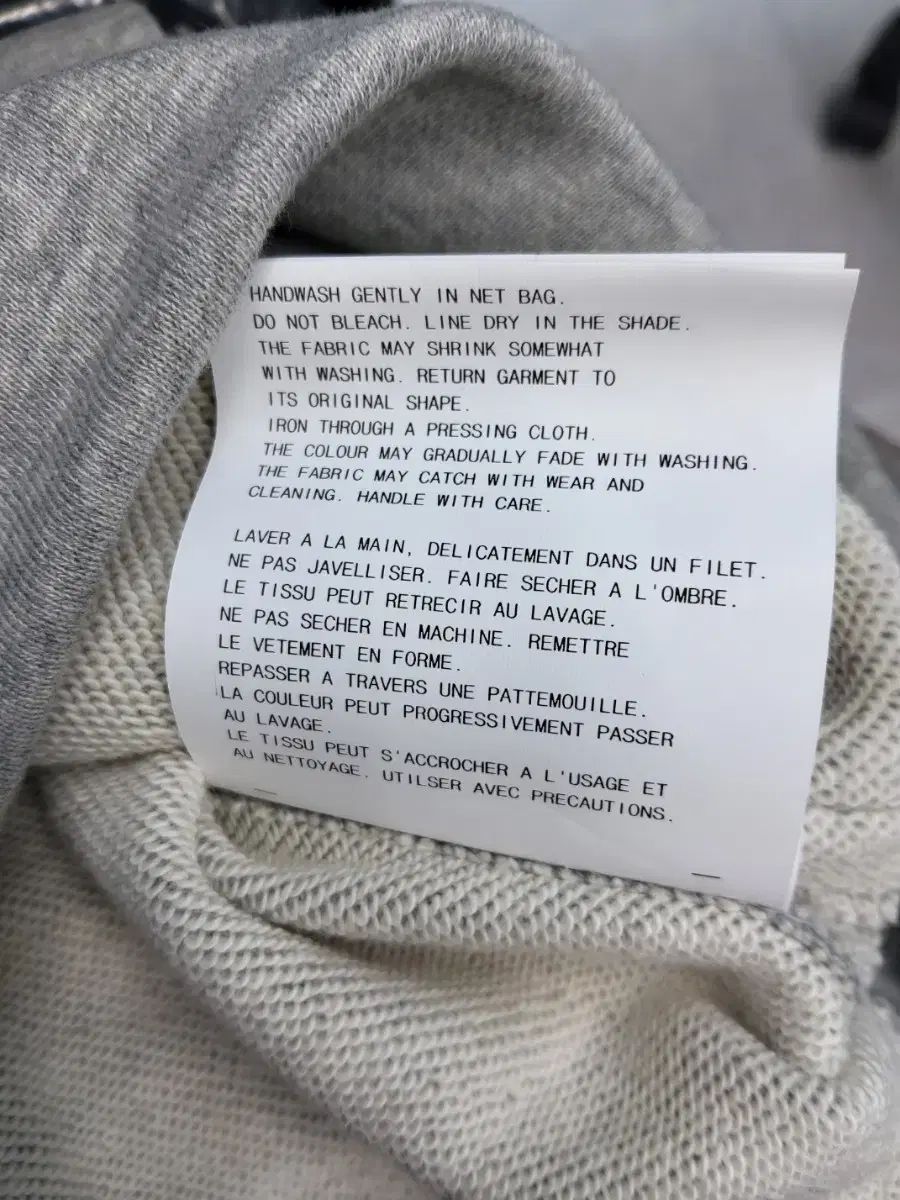 HANDWASH GENTLY IN NET BAG.
DO NOT BLEACH. LINE DRY IN THE SHADE.
THE FABRIC MAY SHRINK SOMEWHAT
WITH WASHING. RETURN GARMENT TO
ITS ORIGINAL SHAPE.
IRON THROUGH A PRESSING CLOTH.
THE COLOUR MAY GRADUALLY FADE WITH WASHING.
THE FABRIC MAY CATCH WITH WEAR AND
CLEANING. HANDLE WITH CARE.
LAVER A LA MAIN, DELICATEMENT DANS UN FILET.
NE PAS JAVELLISER. FAIRE SECHER A L'OMBRE.
LE TISSU PEUT RETRECIR AU LAVAGE.
NE PAS SECHER EN MACHINE. REMETTRE
LE VETEMENT EN FORME.
REPASSER A TRAVERS UNE PATTEMOUILLE.
LA COULEUR PEUT PROGRESSIVEMENT PASSER
AU LAVAGE.
LE TISSU PEUT S'ACCROCHER A L'USAGE ET
AU NETTOYAGE. UTILSER AVEC PRECAUTIONS.